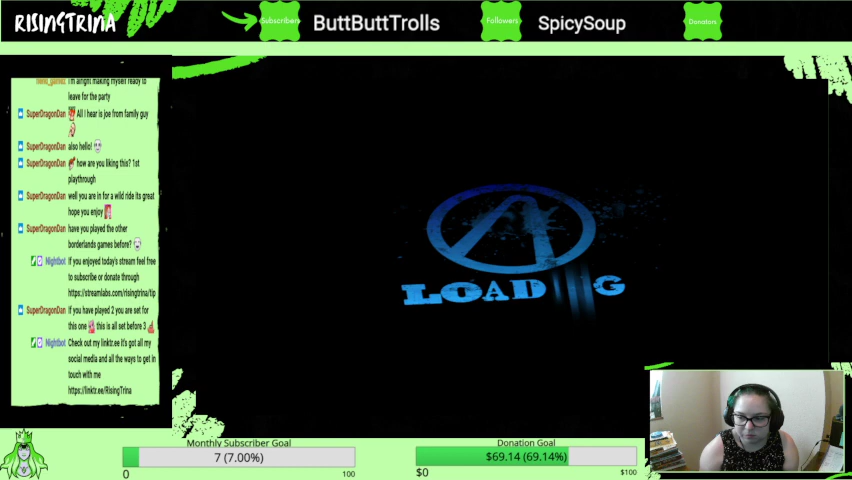 RISINGTRINA
Subscribers
ButtButtTrolls
Followers
SpicySoup
Donators
I'm alright making myself ready to
leave for the party
SuperDragonDan All I hear is joe from family guy
SuperDragonDan also hello!
SuperDragonDan how are you liking this? 1st
playthrough
SuperDragonDan well you are in for a wild ride its great
hope you enjoy
SuperDragonDan have you played the other
borderlands games before?
Nightbot If you enjoyed today's stream feel free
to subscribe or donate through
https://streamlabs.com/risingtrina/tip
SuperDragonDan If you have played 2 you are set for
this one this is all set before 3
Nightbot Check out my linktr.ee it's got all my
social media and all the ways to get in
touch with me
https://linktr.ee/RisingTrina
LOADING
Monthly Subscriber Goal
7 (7.00%)
0
100
Donation Goal
$69.14 (69.14%)
$0
$100